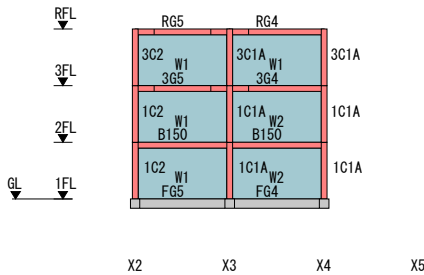 RFL RG5 RG4
3C2 W1 3C1A W1 3C1A
3FL 3G5 3G4
1C2 W1 1C1A W2 1C1A
2FL B150 B150
1C2 W1 1C1A W2 1C1A
GL 1FL FG5 FG4
X2 X3 X4 X5